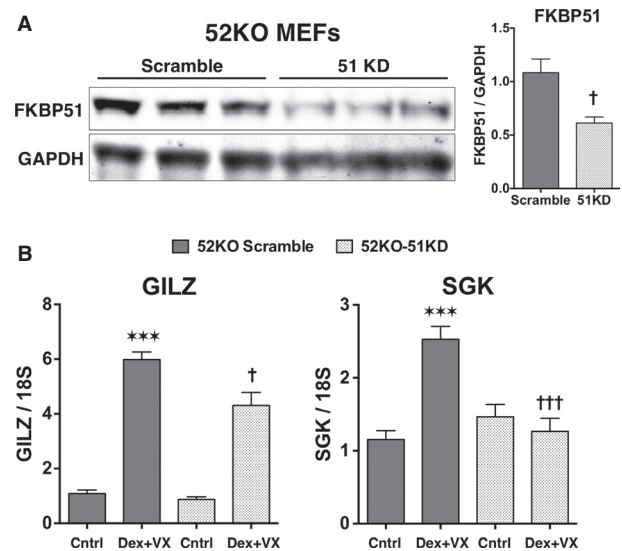 A
52KO MEFs
Scramble 51 KD
FKBP51
GAPDH
FKBP51
FKBP51 / GAPDH
1.5
1.0
0.5
0.0
†
Scramble 51KD
B
52KO Scramble 52KO-51KD
GILZ
GILZ / 18S
8
6
4
2
0
✶✶✶
†
Cntrl Dex+VX Cntrl Dex+VX
SGK
SGK / 18S
3
2
1
0
✶✶✶
†††
Cntrl Dex+VX Cntrl Dex+VX